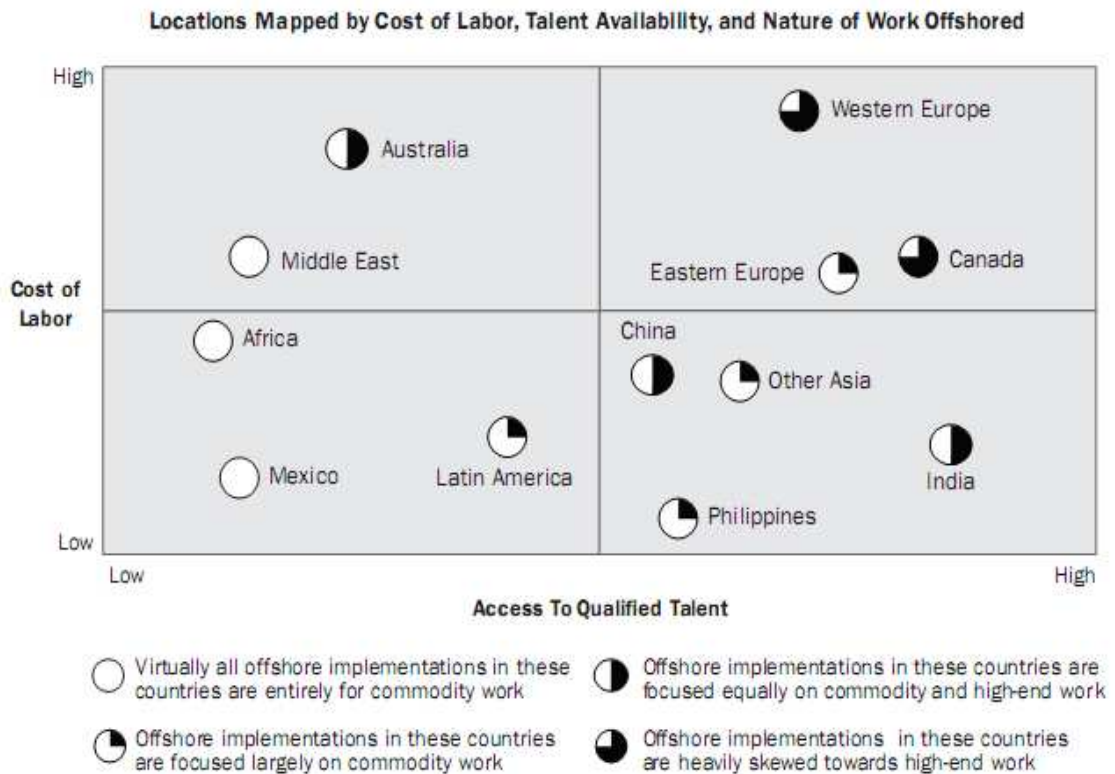 Locations Mapped by Cost of Labor, Talent Availability, and Nature of Work Offshored
High
Western Europe
Australia
Middle East
Eastern Europe
Canada
Cost of
Labor
Africa
China
Other Asia
Mexico
Latin America
India
Philippines
Low
Low
High
Access To Qualified Talent
Virtually all offshore implementations in these
countries are entirely for commodity work
Offshore implementations in these countries
are focused largely on commodity work
Offshore implementations in these countries are
focused equally on commodity and high-end work
Offshore implementations in these countries
are heavily skewed towards high-end work